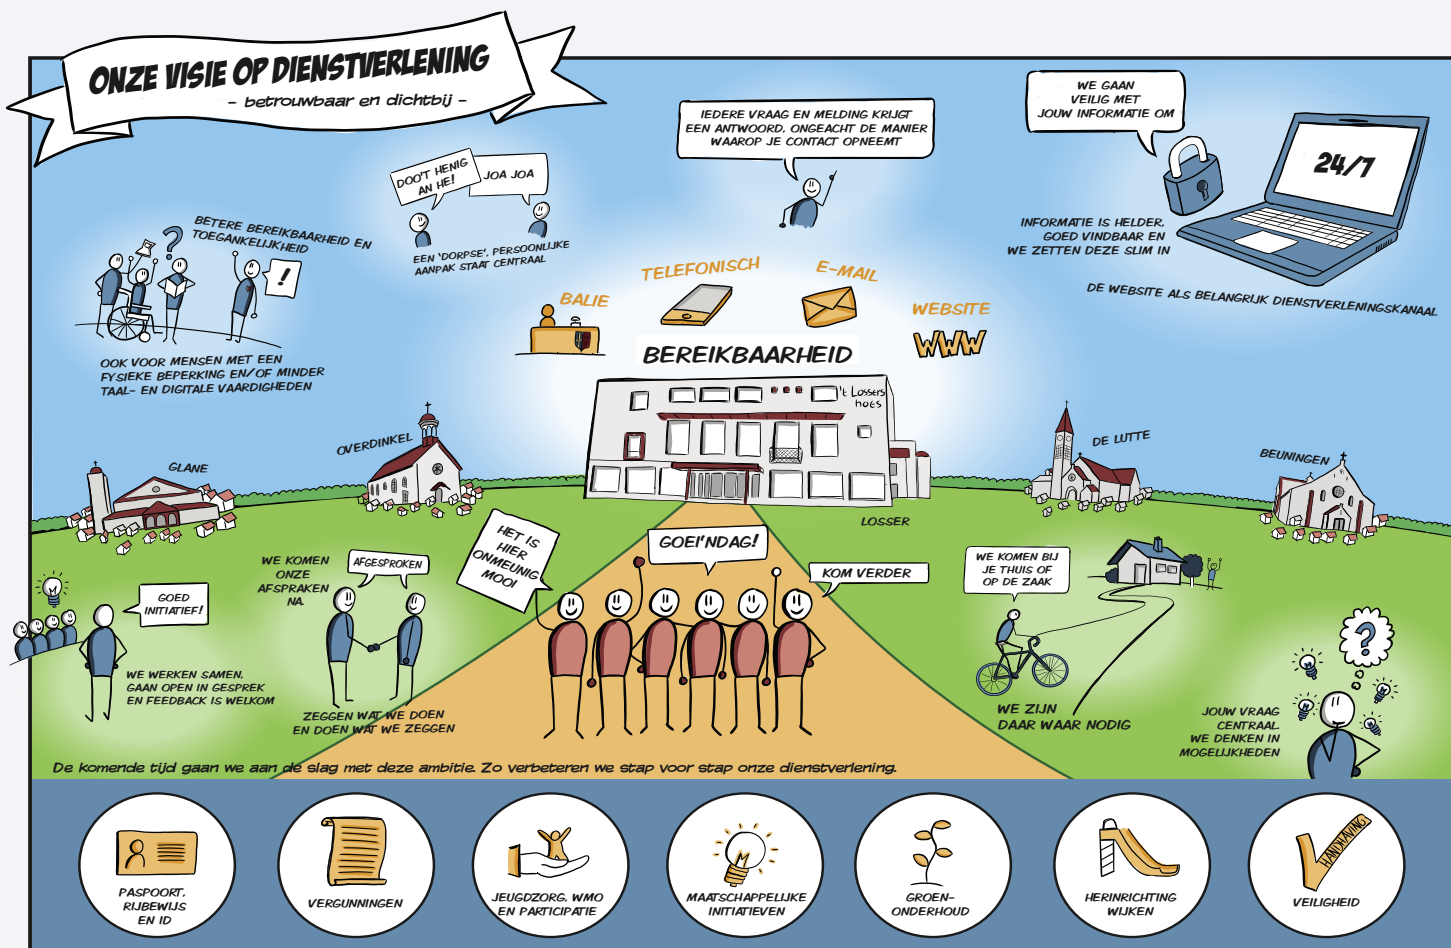 ONZE VISIE OP DIENSTVERLENING
- betrouwbaar en dichtbij -
IEDERE VRAAG EN MELDING KRIJGT
EEN ANTWOORD, ONGEACHT DE MANIER
WAAROP JE CONTACT OPNEEMT
WE GAAN
VEILIG MET
JOUW INFORMATIE OM
24/7
DOO'T HENIG
AN HE!
JOA JOA
EEN 'DORPSE', PERSOONLIJKE
AANPAK STAAT CENTRAAL
BETERE BEREIKBAARHEID EN
TOEGANKELIJKHEID
?
!
OOK VOOR MENSEN MET EEN
FYSIEKE BEPERKING EN/OF MINDER
TAAL- EN DIGITALE VAARDIGHEDEN
INFORMATIE IS HELDER,
GOED VINDBAAR EN
WE ZETTEN DEZE SLIM IN
DE WEBSITE ALS BELANGRIJK DIENSTVERLENINGSKANAAL
BALIE
TELEFONISCH
E-MAIL
WEBSITE
WWW
BEREIKBAARHEID
't Lossers
hoes
GLANE
OVERDINKEL
LOSSER
DE LUTTE
BEUNINGEN
GOED
INITIATIEF!
WE WERKEN SAMEN,
GAAN OPEN IN GESPREK
EN FEEDBACK IS WELKOM
WE KOMEN
ONZE
AFSPRAKEN
NA.
AFGESPROKEN
ZEGGEN WAT WE DOEN
EN DOEN WAT WE ZEGGEN
HET IS
HIER
ONMEUNIG
MOOI
GOEI'NDAG!
KOM VERDER
WE KOMEN BIJ
JE THUIS OF
OP DE ZAAK
WE ZIJN
DAAR WAAR NODIG
?
JOUW VRAAG
CENTRAAL.
WE DENKEN IN
MOGELIJKHEDEN
De komende tijd gaan we aan de slag met deze ambitie. Zo verbeteren we stap voor stap onze dienstverlening.
PASPOORT,
RIJBEWIJS
EN ID
VERGUNNINGEN
JEUGDZORG, WMO
EN PARTICIPATIE
MAATSCHAPPELIJKE
INITIATIEVEN
GROEN-
ONDERHOUD
HERINRICHTING
WIJKEN
HANDHAVING
VEILIGHEID